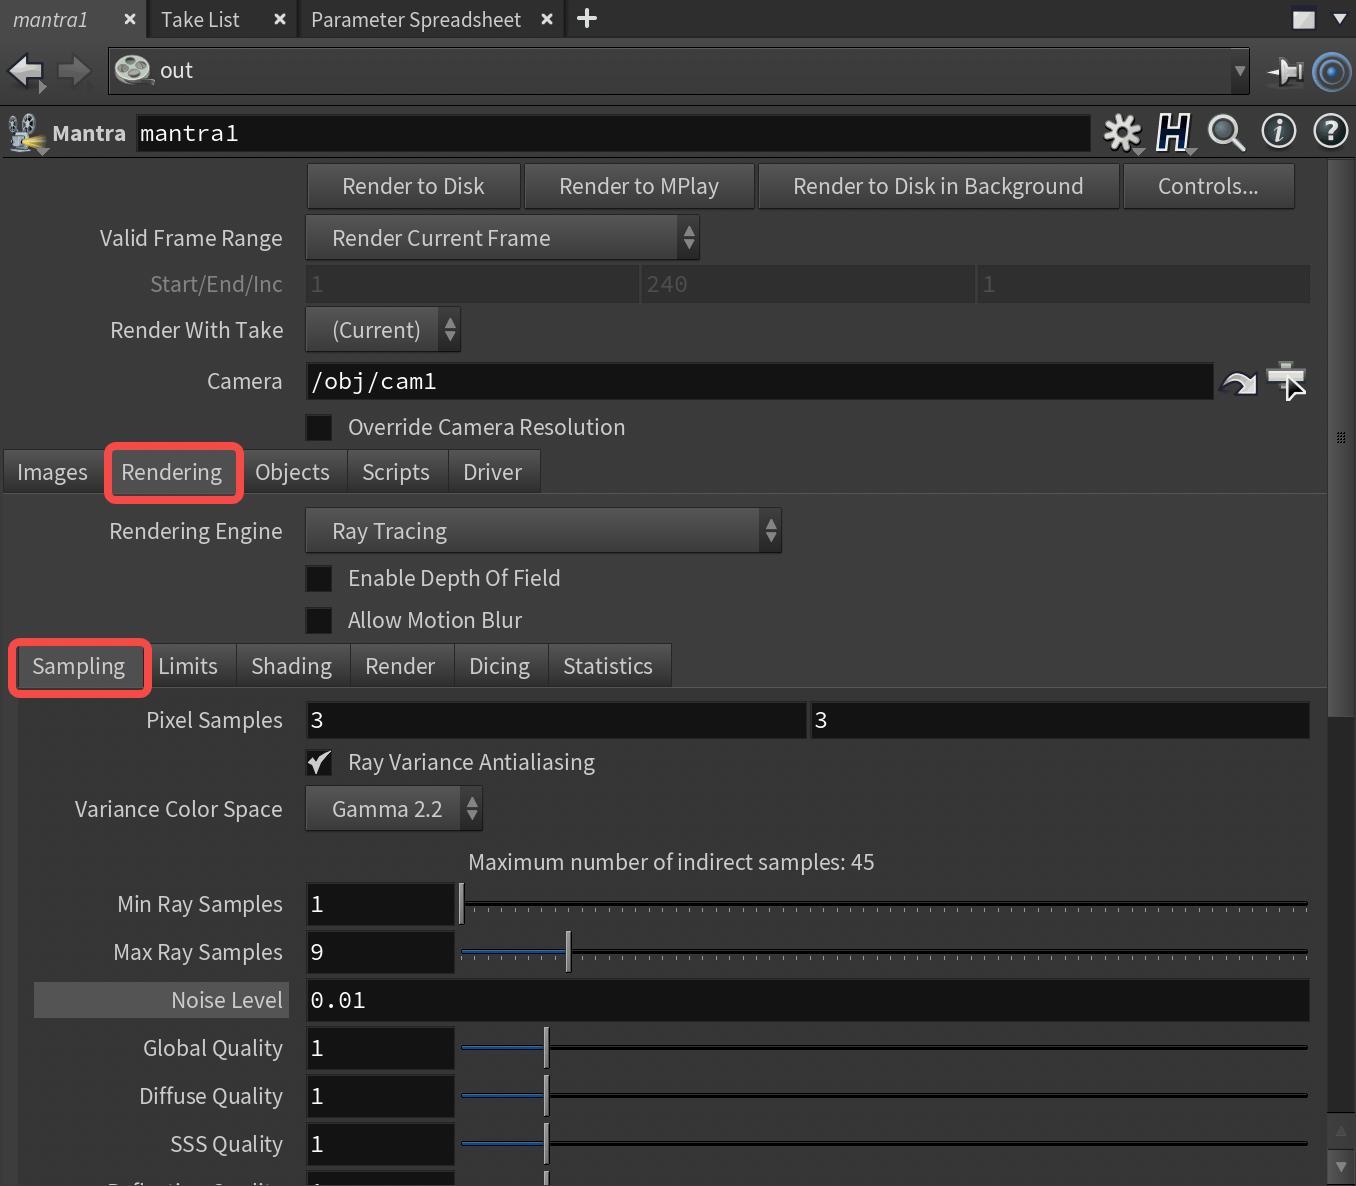 mantra1 Take List Parameter Spreadsheet
out
Mantra mantra1
Render to Disk Render to MPlay Render to Disk in Background Controls...
Valid Frame Range Render Current Frame
Start/End/Inc 1 240 1
Render With Take (Current)
Camera /obj/cam1
Override Camera Resolution
Images Rendering Objects Scripts Driver
Rendering Engine Ray Tracing
Enable Depth Of Field
Allow Motion Blur
Sampling Limits Shading Render Dicing Statistics
Pixel Samples 3 3
Ray Variance Antialiasing
Variance Color Space Gamma 2.2
Maximum number of indirect samples: 45
Min Ray Samples 1
Max Ray Samples 9
Noise Level 0.01
Global Quality 1
Diffuse Quality 1
SSS Quality 1